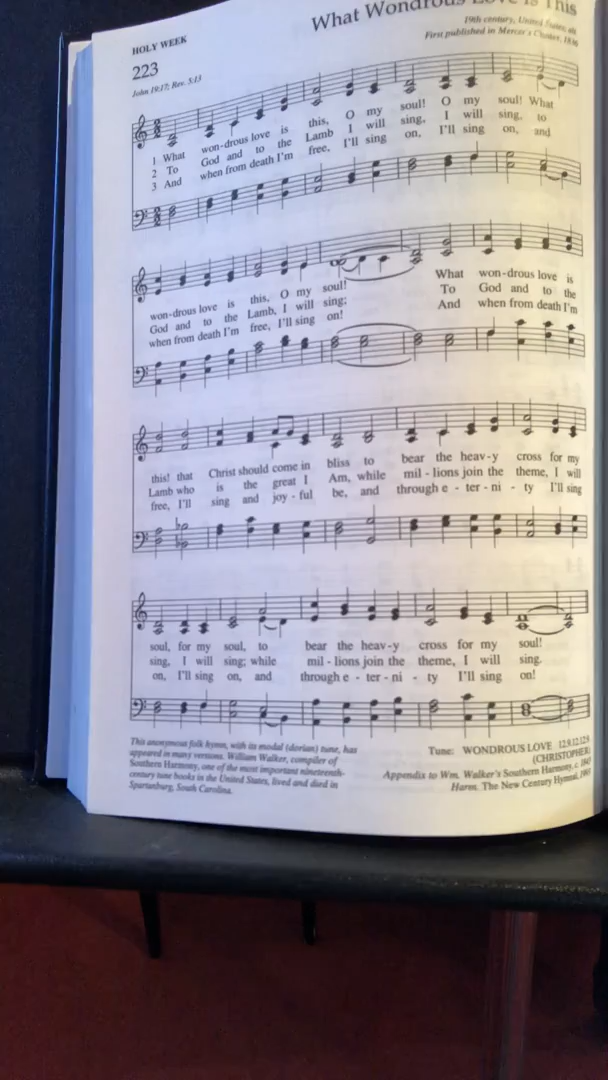 What Wondrous Love Is This
HOLY WEEK
19th century, United States; alt.
223
First published in Mercer's Cluster, 1836
John 19:17; Rev. 5:13
1 What won-drous love is this, O my soul! O my soul! What
2 To God and to the Lamb I will sing, I will sing, to
3 And when from death I'm free, I'll sing on, I'll sing on, and
won-drous love is this, O my soul! What won-drous love is
God and to the Lamb, I will sing; To God and to the
when from death I'm free, I'll sing on! And when from death I'm
this! that Christ should come in bliss to bear the heav-y cross for my
Lamb who is the great I Am, while mil - lions join the theme, I will
free, I'll sing and joy - ful be, and through e - ter - ni - ty I'll sing
soul, for my soul, to bear the heav-y cross for my soul!
sing, I will sing; while mil - lions join the theme, I will sing.
on, I'll sing on, and through e - ter - ni - ty I'll sing on!
This anonymous folk hymn, with its modal (dorian) tune, has
appeared in many versions. William Walker, compiler of
Southern Harmony, one of the most important nineteenth-
century tune books in the United States, lived and died in
Spartanburg, South Carolina.
Tune: WONDROUS LOVE 12.9.12.12.9
(CHRISTOPHER)
Appendix to Wm. Walker's Southern Harmony, c.
Harm. The New Century Hymnal,